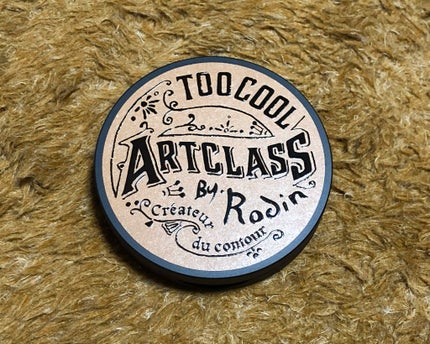 TOO COOL
ARTCLASS
By. Rodin
Créateur
du contour